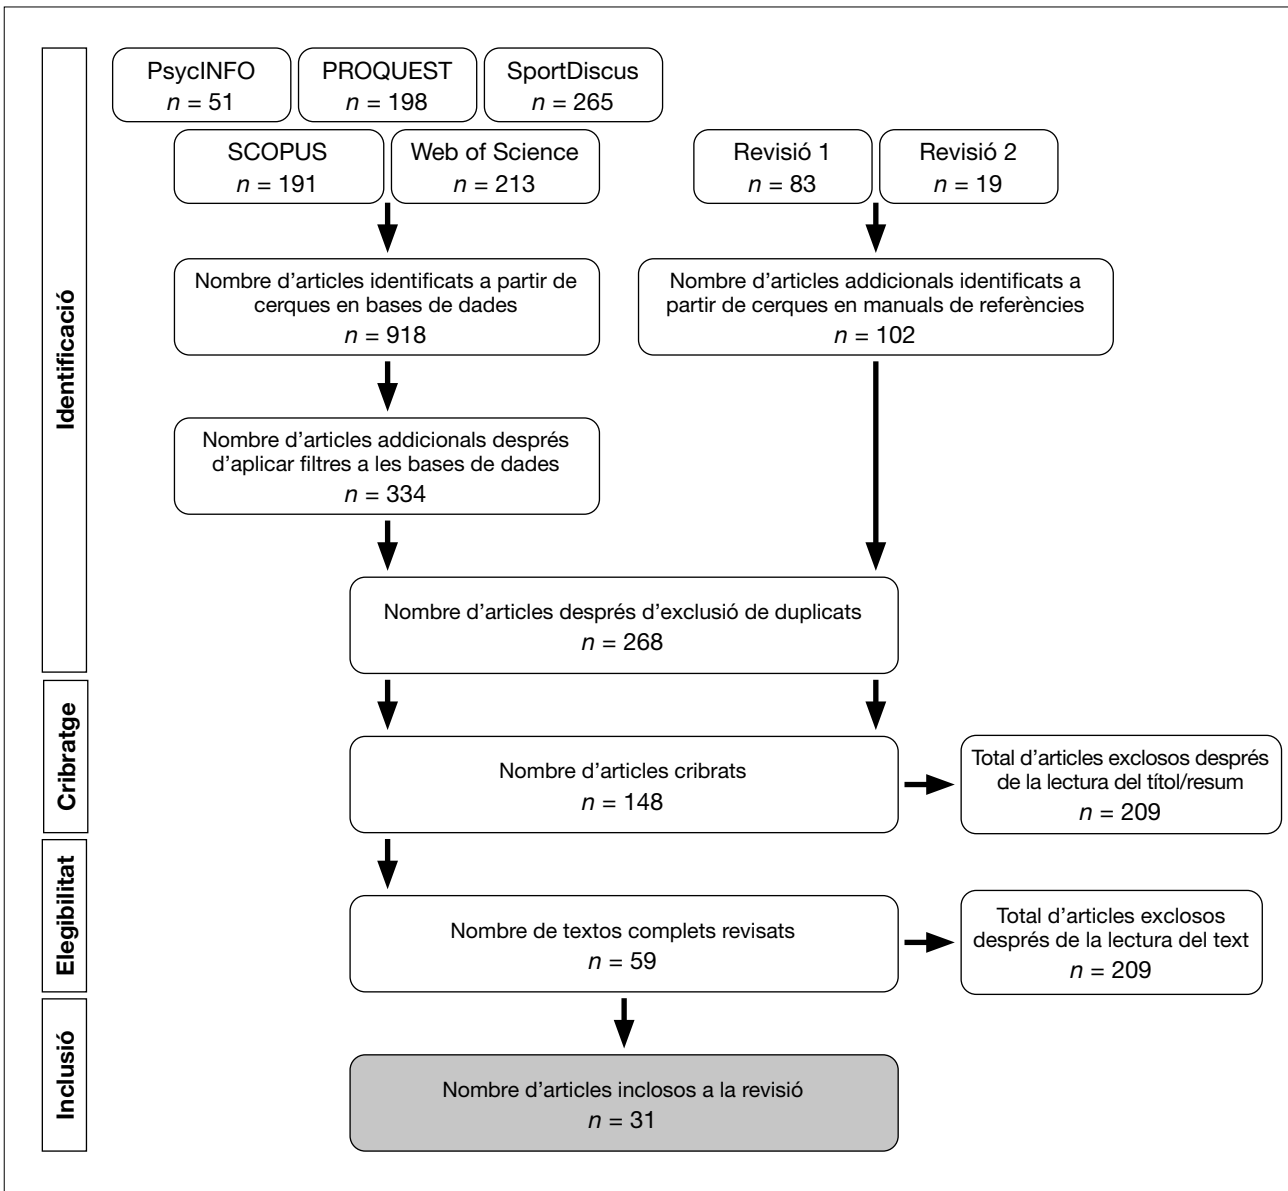 Identificació
PsycINFO
n = 51
PROQUEST
n = 198
SportDiscus
n = 265
SCOPUS
n = 191
Web of Science
n = 213
Revisió 1
n = 83
Revisió 2
n = 19
Nombre d’articles identificats a partir de
cerques en bases de dades
n = 918
Nombre d’articles addicionals identificats a
partir de cerques en manuals de referències
n = 102
Nombre d’articles addicionals després
d’aplicar filtres a les bases de dades
n = 334
Nombre d’articles després d’exclusió de duplicats
n = 268
Cribratge
Nombre d’articles cribrats
n = 148
Total d’articles exclosos després
de la lectura del títol/resum
n = 209
Elegibilitat
Nombre de textos complets revisats
n = 59
Total d’articles exclosos
després de la lectura del text
n = 209
Inclusió
Nombre d’articles inclosos a la revisió
n = 31